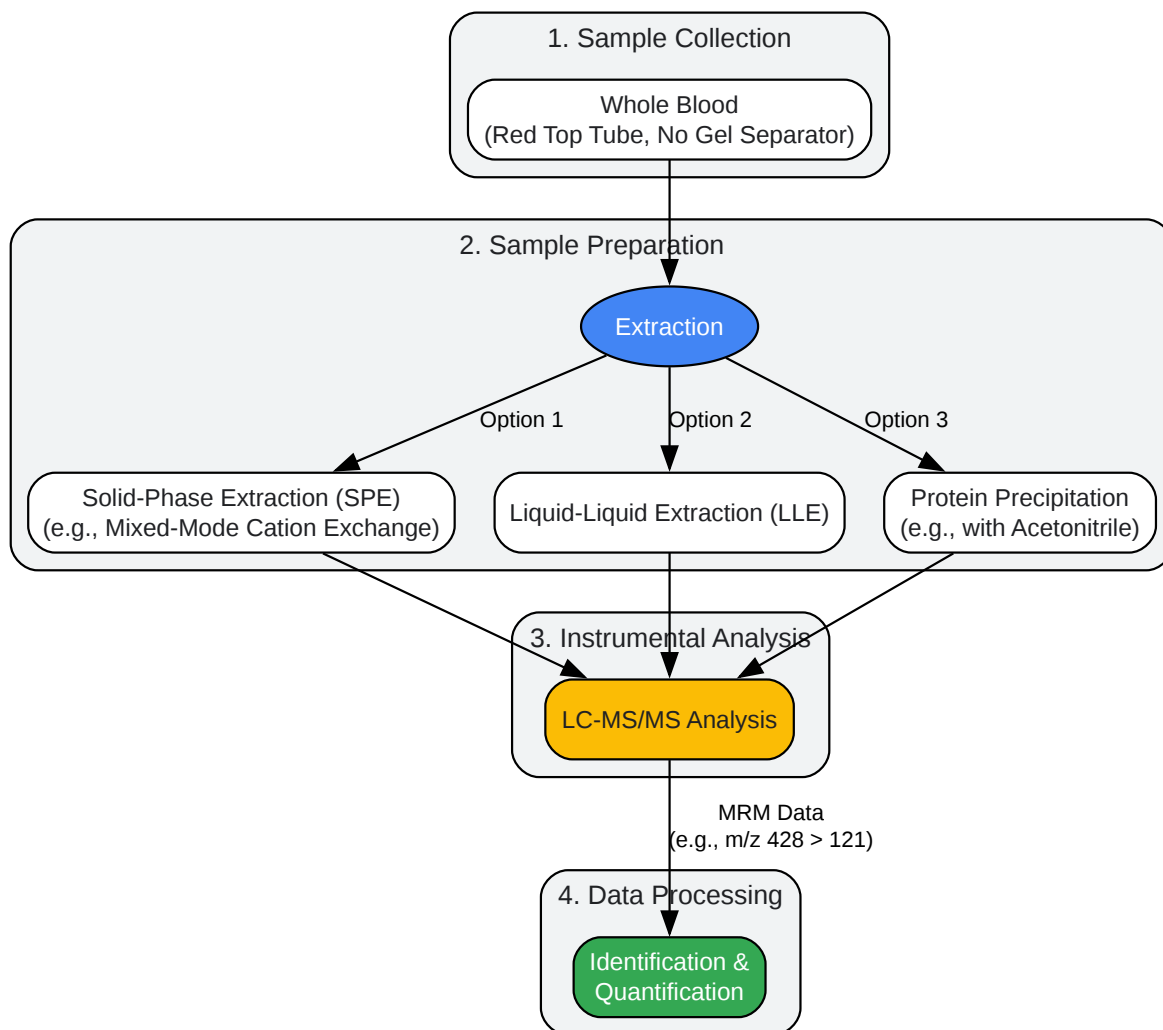 1. Sample Collection
Whole Blood
(Red Top Tube, No Gel Separator)
2. Sample Preparation
Extraction
Option 1
Option 2
Option 3
Solid-Phase Extraction (SPE)
(e.g., Mixed-Mode Cation Exchange)
Liquid-Liquid Extraction (LLE)
Protein Precipitation
(e.g., with Acetonitrile)
3. Instrumental Analysis
LC-MS/MS Analysis
MRM Data
(e.g., m/z 428 > 121)
4. Data Processing
Identification &
Quantification